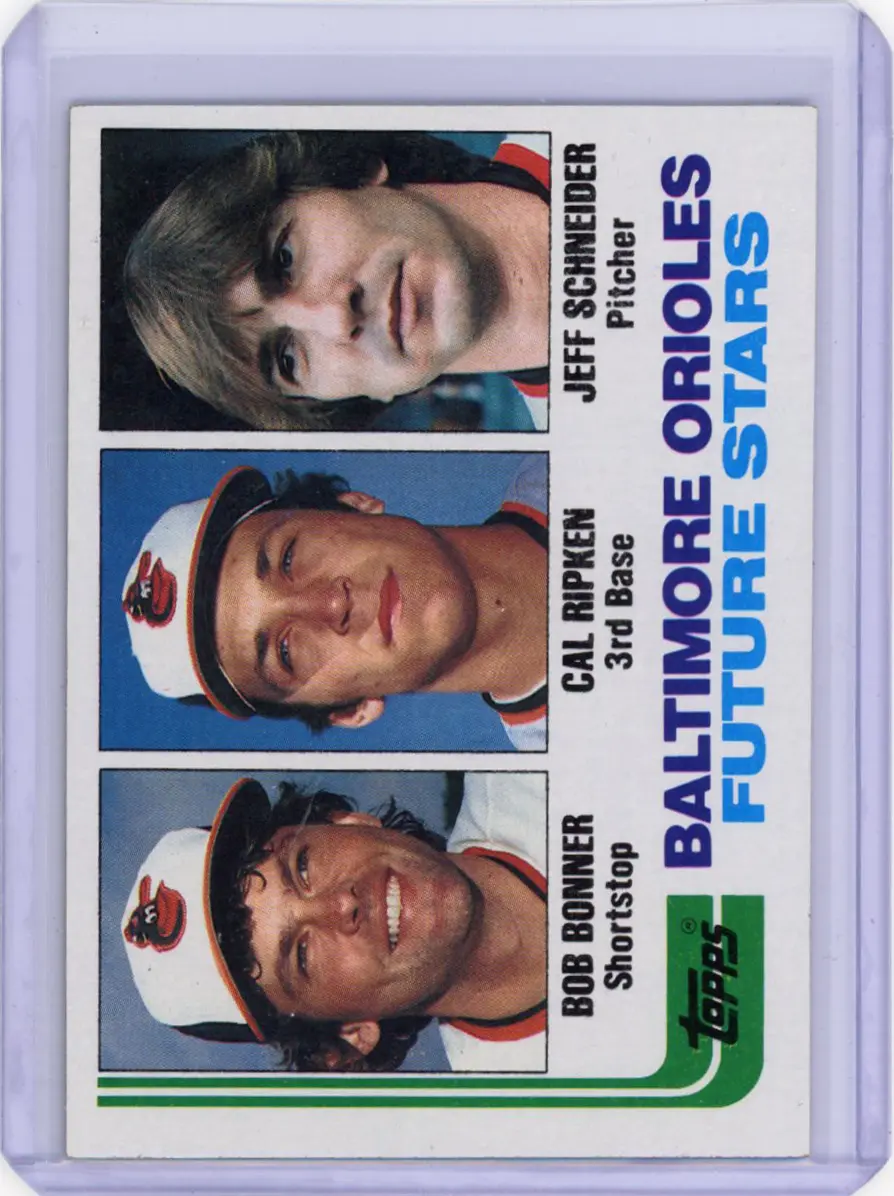 BOB BONNER
Shortstop
CAL RIPKEN
3rd Base
JEFF SCHNEIDER
Pitcher
BALTIMORE ORIOLES
FUTURE STARS
topps®